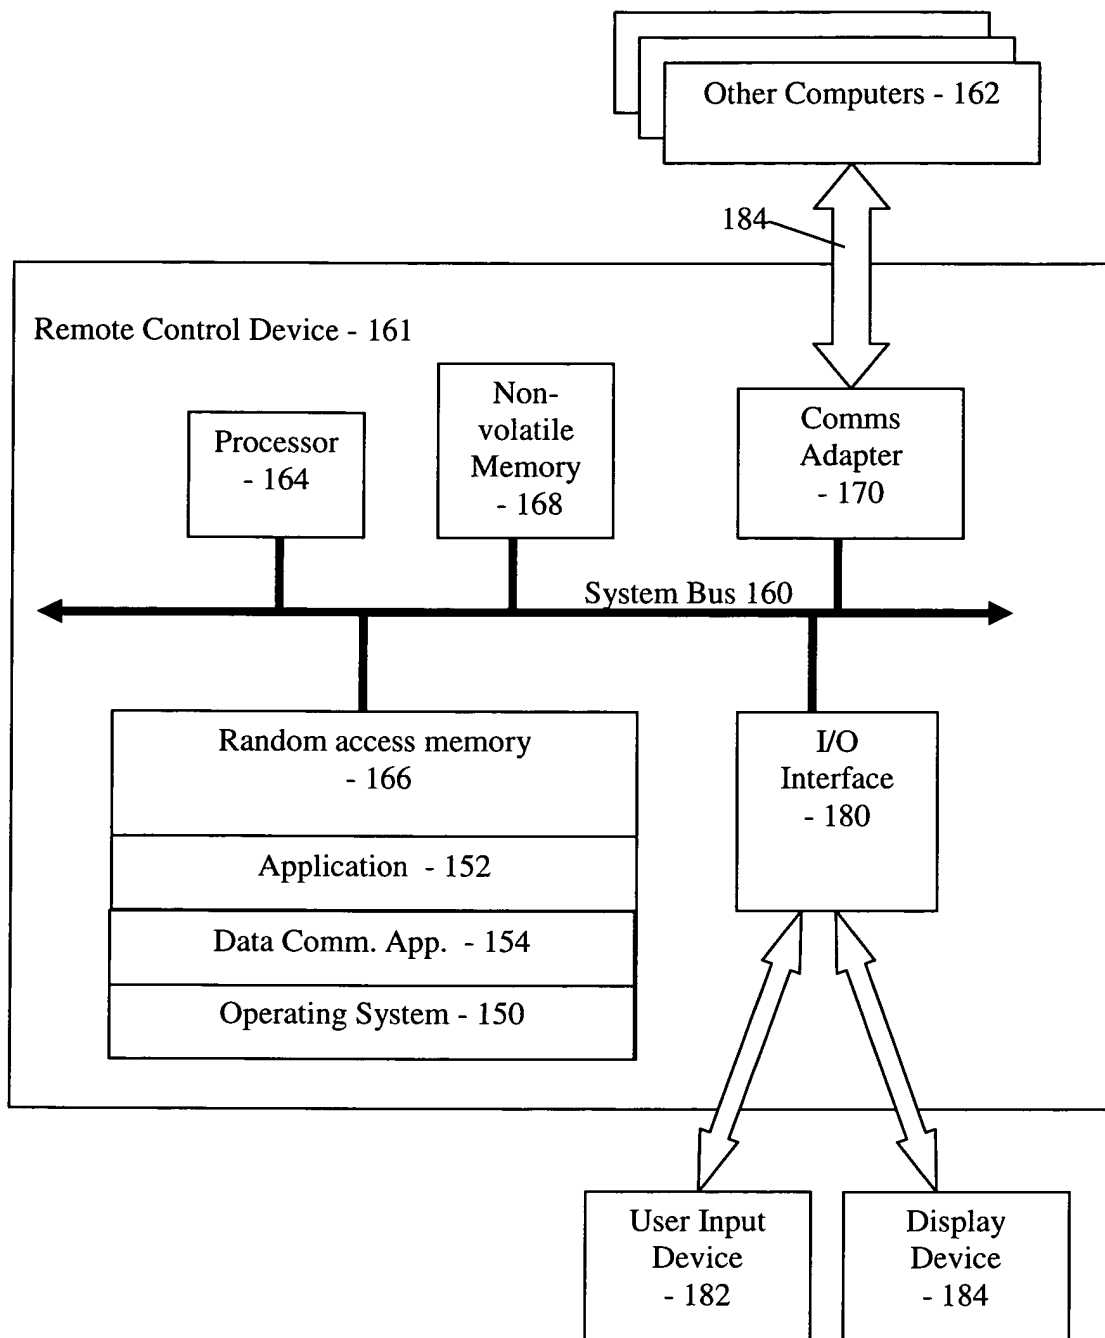 Other Computers - 162
184
Remote Control Device - 161
Non-
volatile
Memory
- 168
Processor
- 164
Comms
Adapter
- 170
System Bus 160
Random access memory
- 166
Application - 152
Data Comm. App. - 154
Operating System - 150
I/O
Interface
- 180
User Input
Device
- 182
Display
Device
- 184